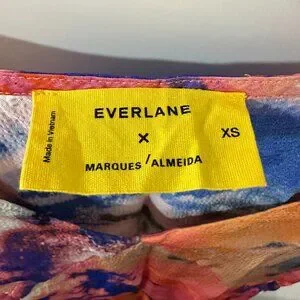 EVERLANE
X
MARQUES/ALMEIDA
XS
Made in Vietnam